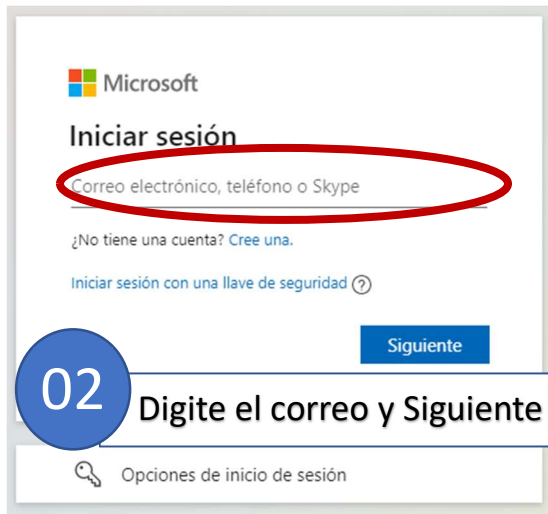 Microsoft
Iniciar sesión
Correo electrónico, teléfono o Skype
¿No tiene una cuenta? Cree una.
Iniciar sesión con una llave de seguridad ?
Siguiente
02
Digite el correo y Siguiente
Opciones de inicio de sesión